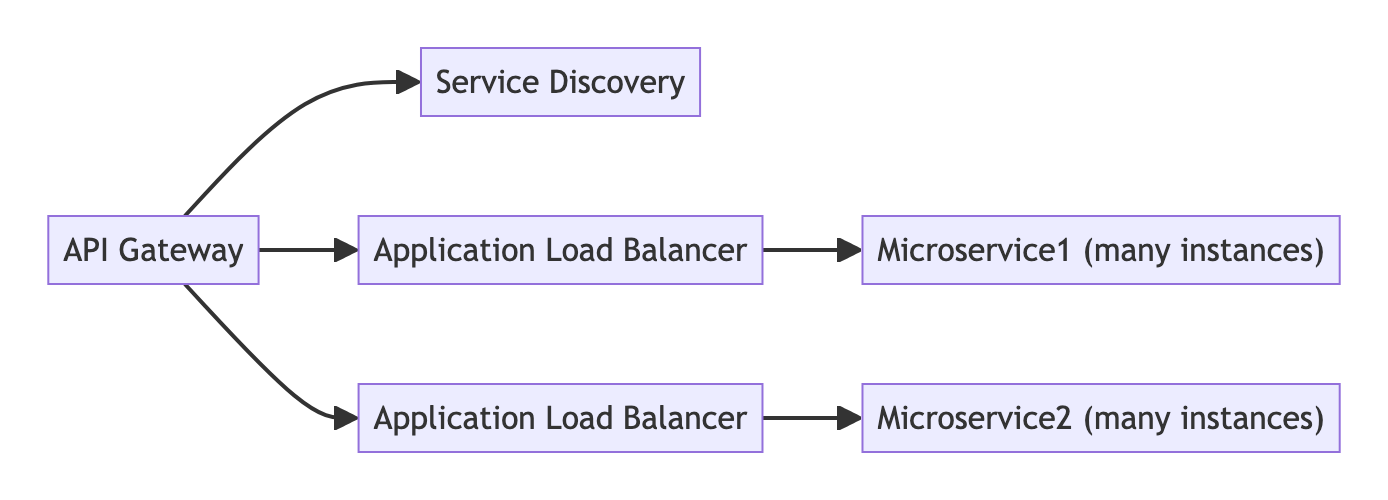 Service Discovery
API Gateway
Application Load Balancer
Microservice1 (many instances)
Application Load Balancer
Microservice2 (many instances)